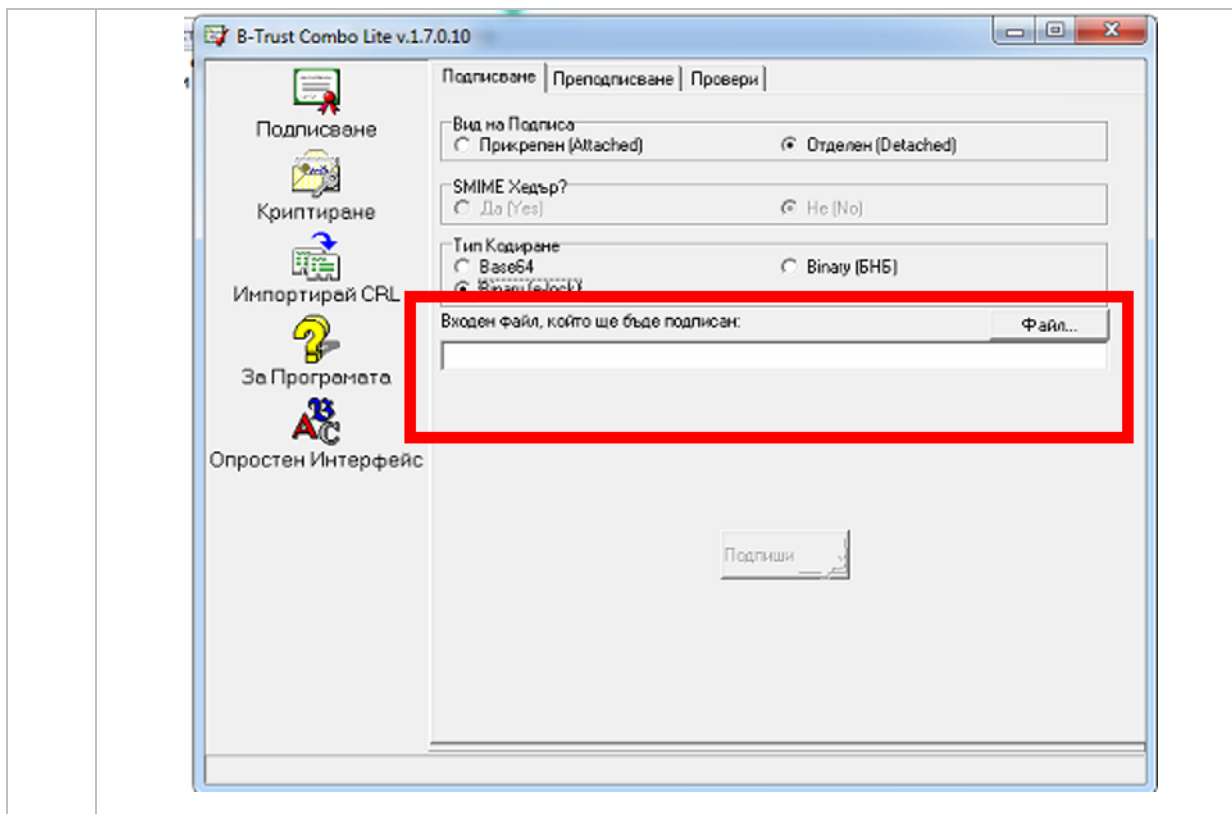 B-Trust Combo Lite v.1.7.0.10
Подписване
Криптиране
Импортирай CRL
За Програмата
Опростен Интерфейс
Подписване Преподписване Провери
Вид на Подписа
Прикрепен (Attached) Отделен (Detached)
SMIME Хедър?
Да (Yes) Не (No)
Тип Кодиране
Base64 Binary (БНБ)
Binary (e-lock)
Входен файл, който ще бъде подписан: Файл...
Подпиши